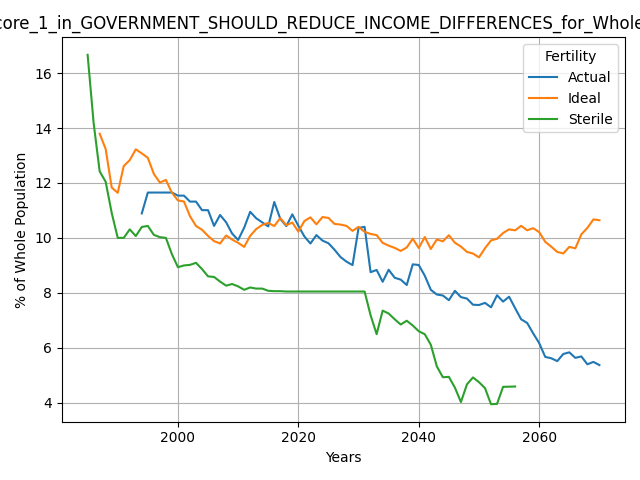 core_1_in_GOVERNMENT_SHOULD_REDUCE_INCOME_DIFFERENCES_for_Whole
Fertility
Actual
Ideal
Sterile
% of Whole Population
16
14
12
10
8
6
4
2000
2020
2040
2060
Years